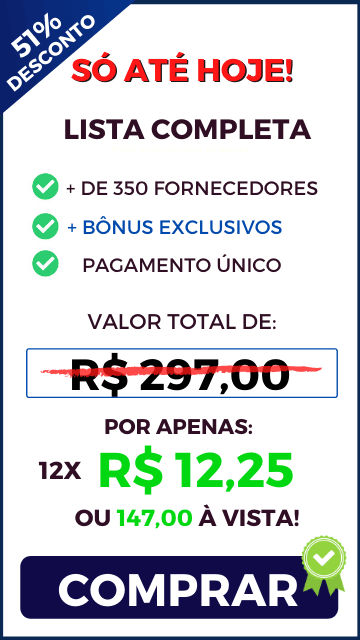 51%
DESCONTO
SÓ ATÉ HOJE!
LISTA COMPLETA
+ DE 350 FORNECEDORES
+ BÔNUS EXCLUSIVOS
PAGAMENTO ÚNICO
VALOR TOTAL DE:
R$ 297,00
POR APENAS:
12X R$ 12,25
OU 147,00 À VISTA!
COMPRAR